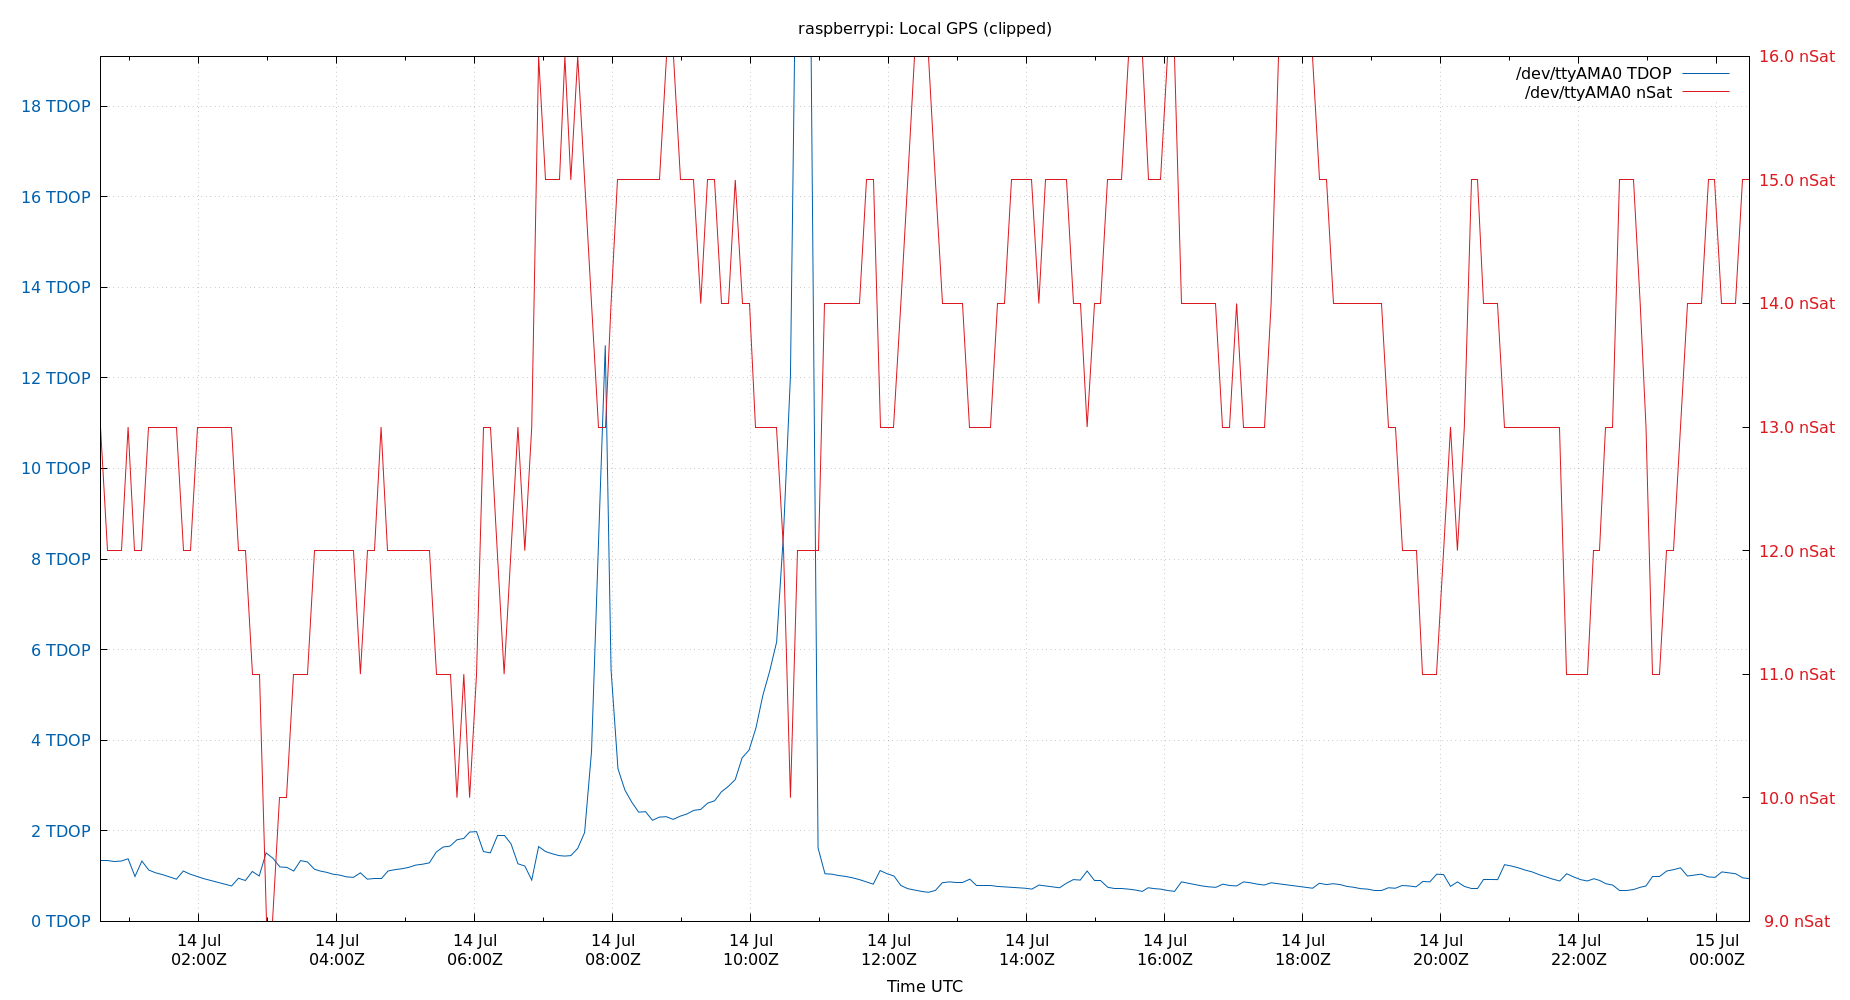 raspberrypi: Local GPS (clipped)
/dev/ttyAMA0 TDOP
/dev/ttyAMA0 nSat
18 TDOP
16 TDOP
14 TDOP
12 TDOP
10 TDOP
8 TDOP
6 TDOP
4 TDOP
2 TDOP
0 TDOP
16.0 nSat
15.0 nSat
14.0 nSat
13.0 nSat
12.0 nSat
11.0 nSat
10.0 nSat
9.0 nSat
14 Jul
02:00Z
14 Jul
04:00Z
14 Jul
06:00Z
14 Jul
08:00Z
14 Jul
10:00Z
14 Jul
12:00Z
14 Jul
14:00Z
14 Jul
16:00Z
14 Jul
18:00Z
14 Jul
20:00Z
14 Jul
22:00Z
15 Jul
00:00Z
Time UTC